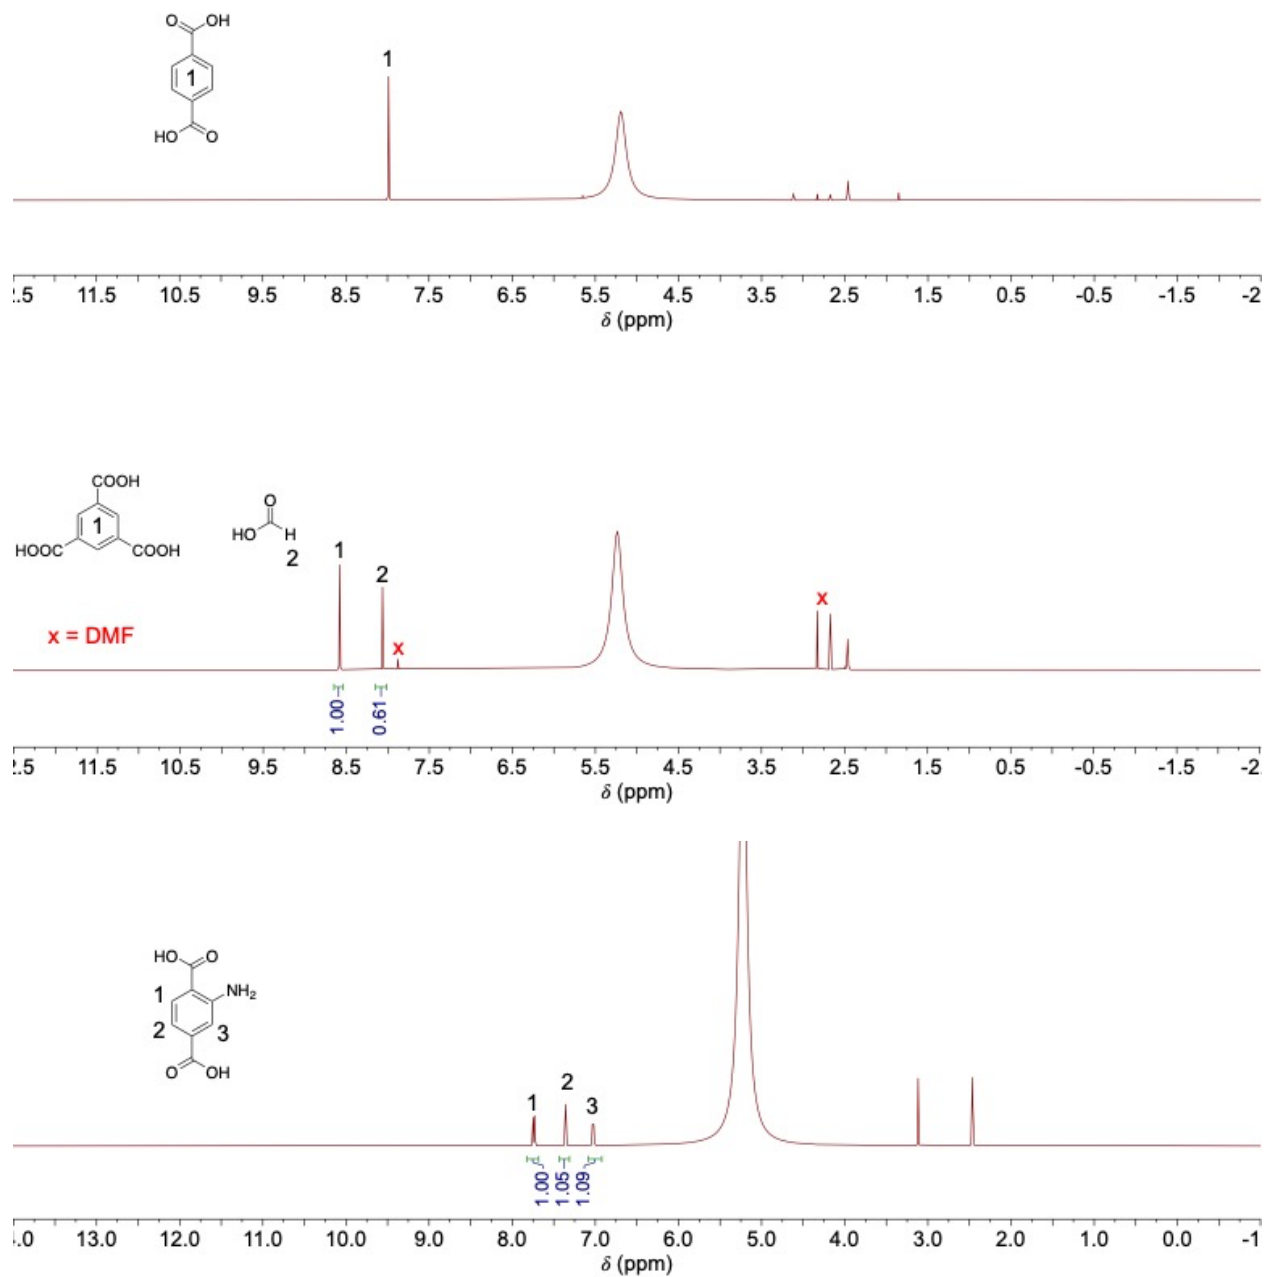 O OH
1
1
HO O
:.5 11.5 10.5 9.5 8.5 7.5 6.5 5.5 4.5 3.5 2.5 1.5 0.5 -0.5 -1.5 -2
δ (ppm)
COOH
1
HOOC COOH
O
HO H
2
1
2
x = DMF
x
x
1.00
0.61
:.5 11.5 10.5 9.5 8.5 7.5 6.5 5.5 4.5 3.5 2.5 1.5 0.5 -0.5 -1.5 -2.
δ (ppm)
HO O
1 NH₂
2 3
O OH
1
2
3
1.00
1.05
1.09
.0 13.0 12.0 11.0 10.0 9.0 8.0 7.0 6.0 5.0 4.0 3.0 2.0 1.0 0.0 -1
δ (ppm)